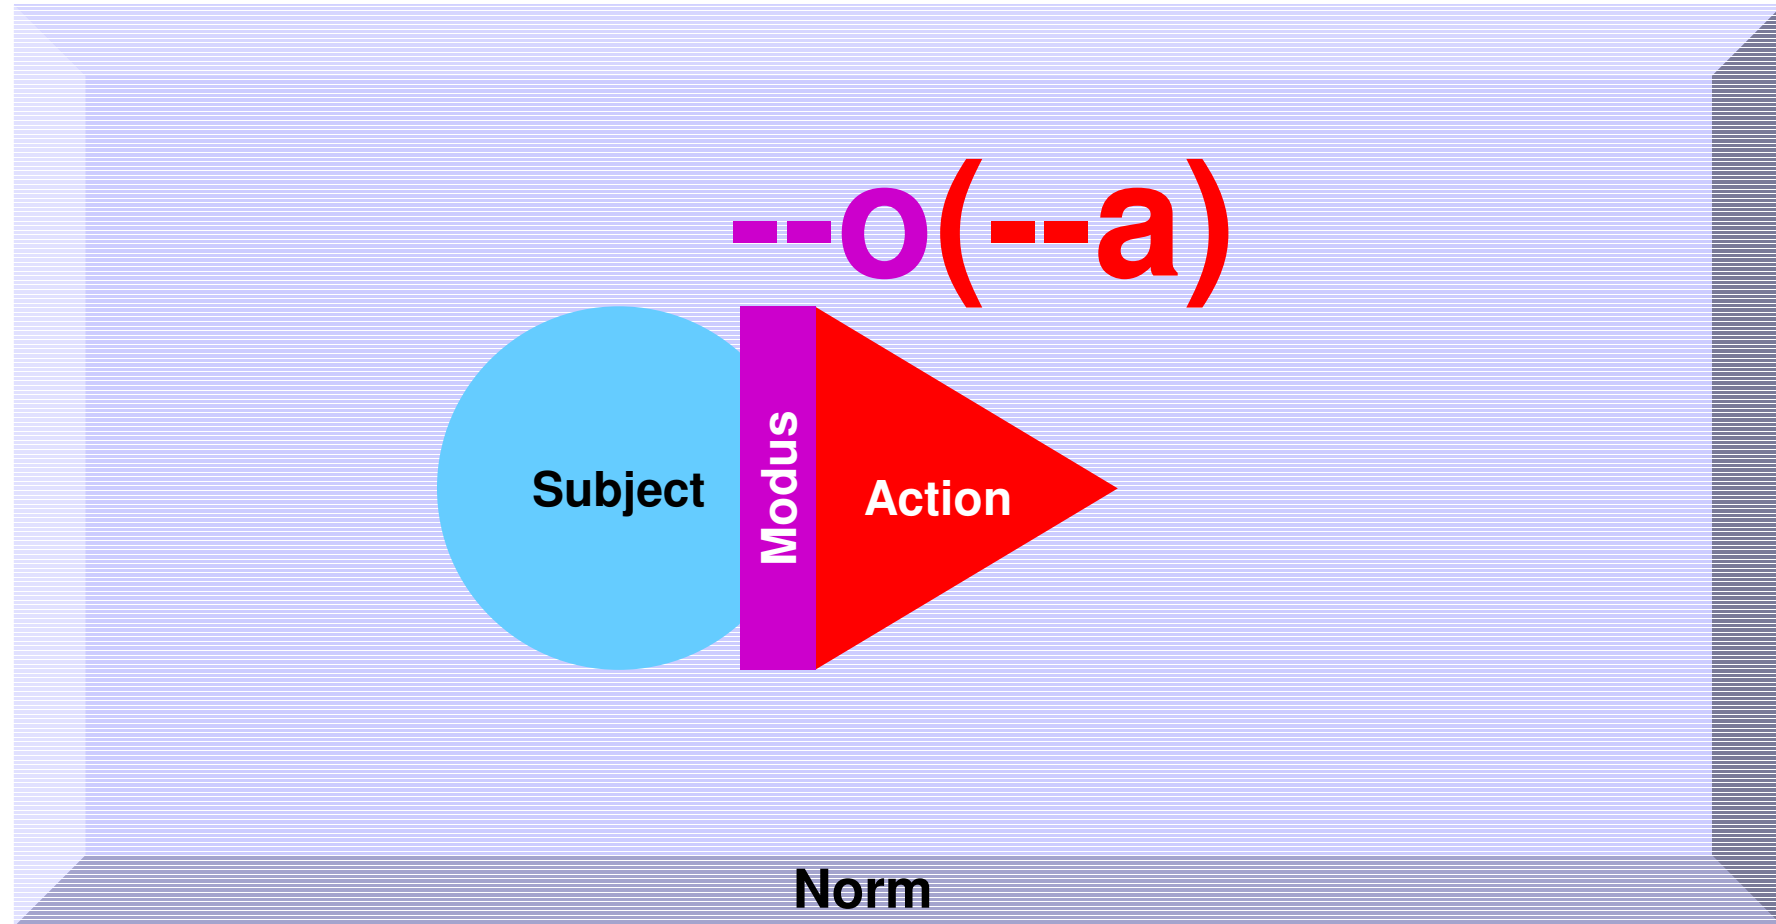 --o(--a)
Subject
Modus
Action
Norm